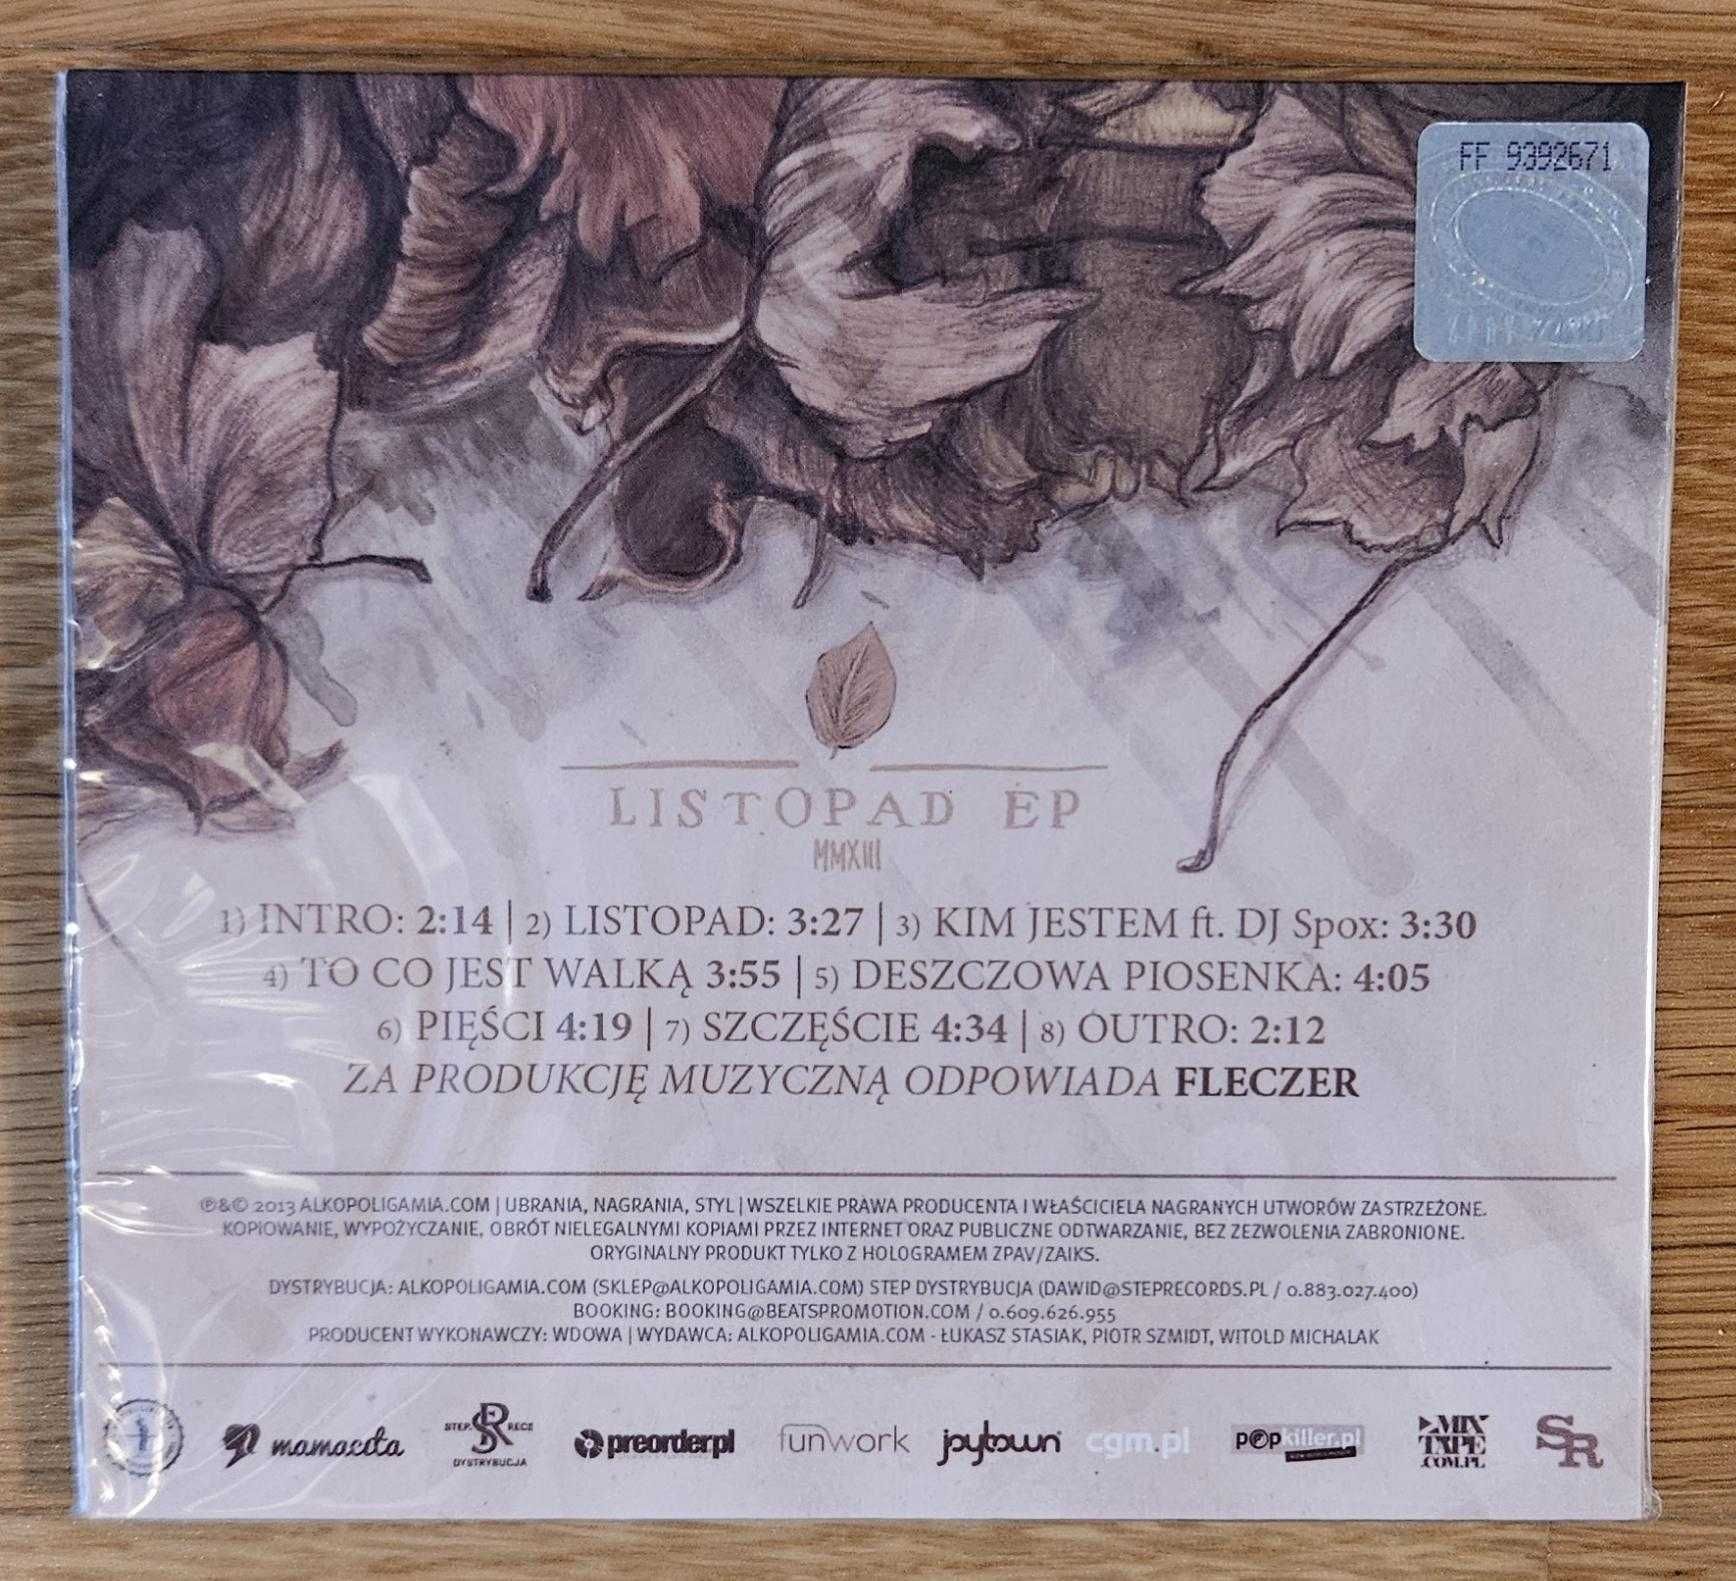 FF 9392671
LISTOPAD EP
MMXIII
1) INTRO: 2:14 | 2) LISTOPAD: 3:27 | 3) KIM JESTEM ft. DJ Spox: 3:30
4) TO CO JEST WALKĄ 3:55 | 5) DESZCZOWA PIOSENKA: 4:05
6) PIĘŚCI 4:19 | 7) SZCZĘŚCIE 4:34 | 8) OUTRO: 2:12
ZA PRODUKCJĘ MUZYCZNĄ ODPOWIADA FLECZER
℗&© 2013 ALKOPOLIGAMIA.COM | UBRANIA, NAGRANIA, STYL | WSZELKIE PRAWA PRODUCENTA I WŁAŚCICIELA NAGRANYCH UTWORÓW ZASTRZEŻONE.
KOPIOWANIE, WYPOŻYCZANIE, OBRÓT NIELEGALNYMI KOPIAMI PRZEZ INTERNET ORAZ PUBLICZNE ODTWARZANIE, BEZ ZEZWOLENIA ZABRONIONE.
ORYGINALNY PRODUKT TYLKO Z HOLOGRAMEM ZPAV/ZAIKS.
DYSTRYBUCJA: ALKOPOLIGAMIA.COM (SKLEP@ALKOPOLIGAMIA.COM) STEP DYSTRYBUCJA (DAWID@STEPRECORDS.PL / 0.883.027.400)
BOOKING: BOOKING@BEATSPROMOTION.COM / 0.609.626.955
PRODUCENT WYKONAWCZY: WDOWA | WYDAWCA: ALKOPOLIGAMIA.COM - ŁUKASZ STASIAK, PIOTR SZMIDT, WITOLD MICHALAK
mamacota STEP RECS DYSTRYBUCJA preorder.pl funwork joytown cgm.pl popkiller.pl MIXTAPE.COM.PL SR